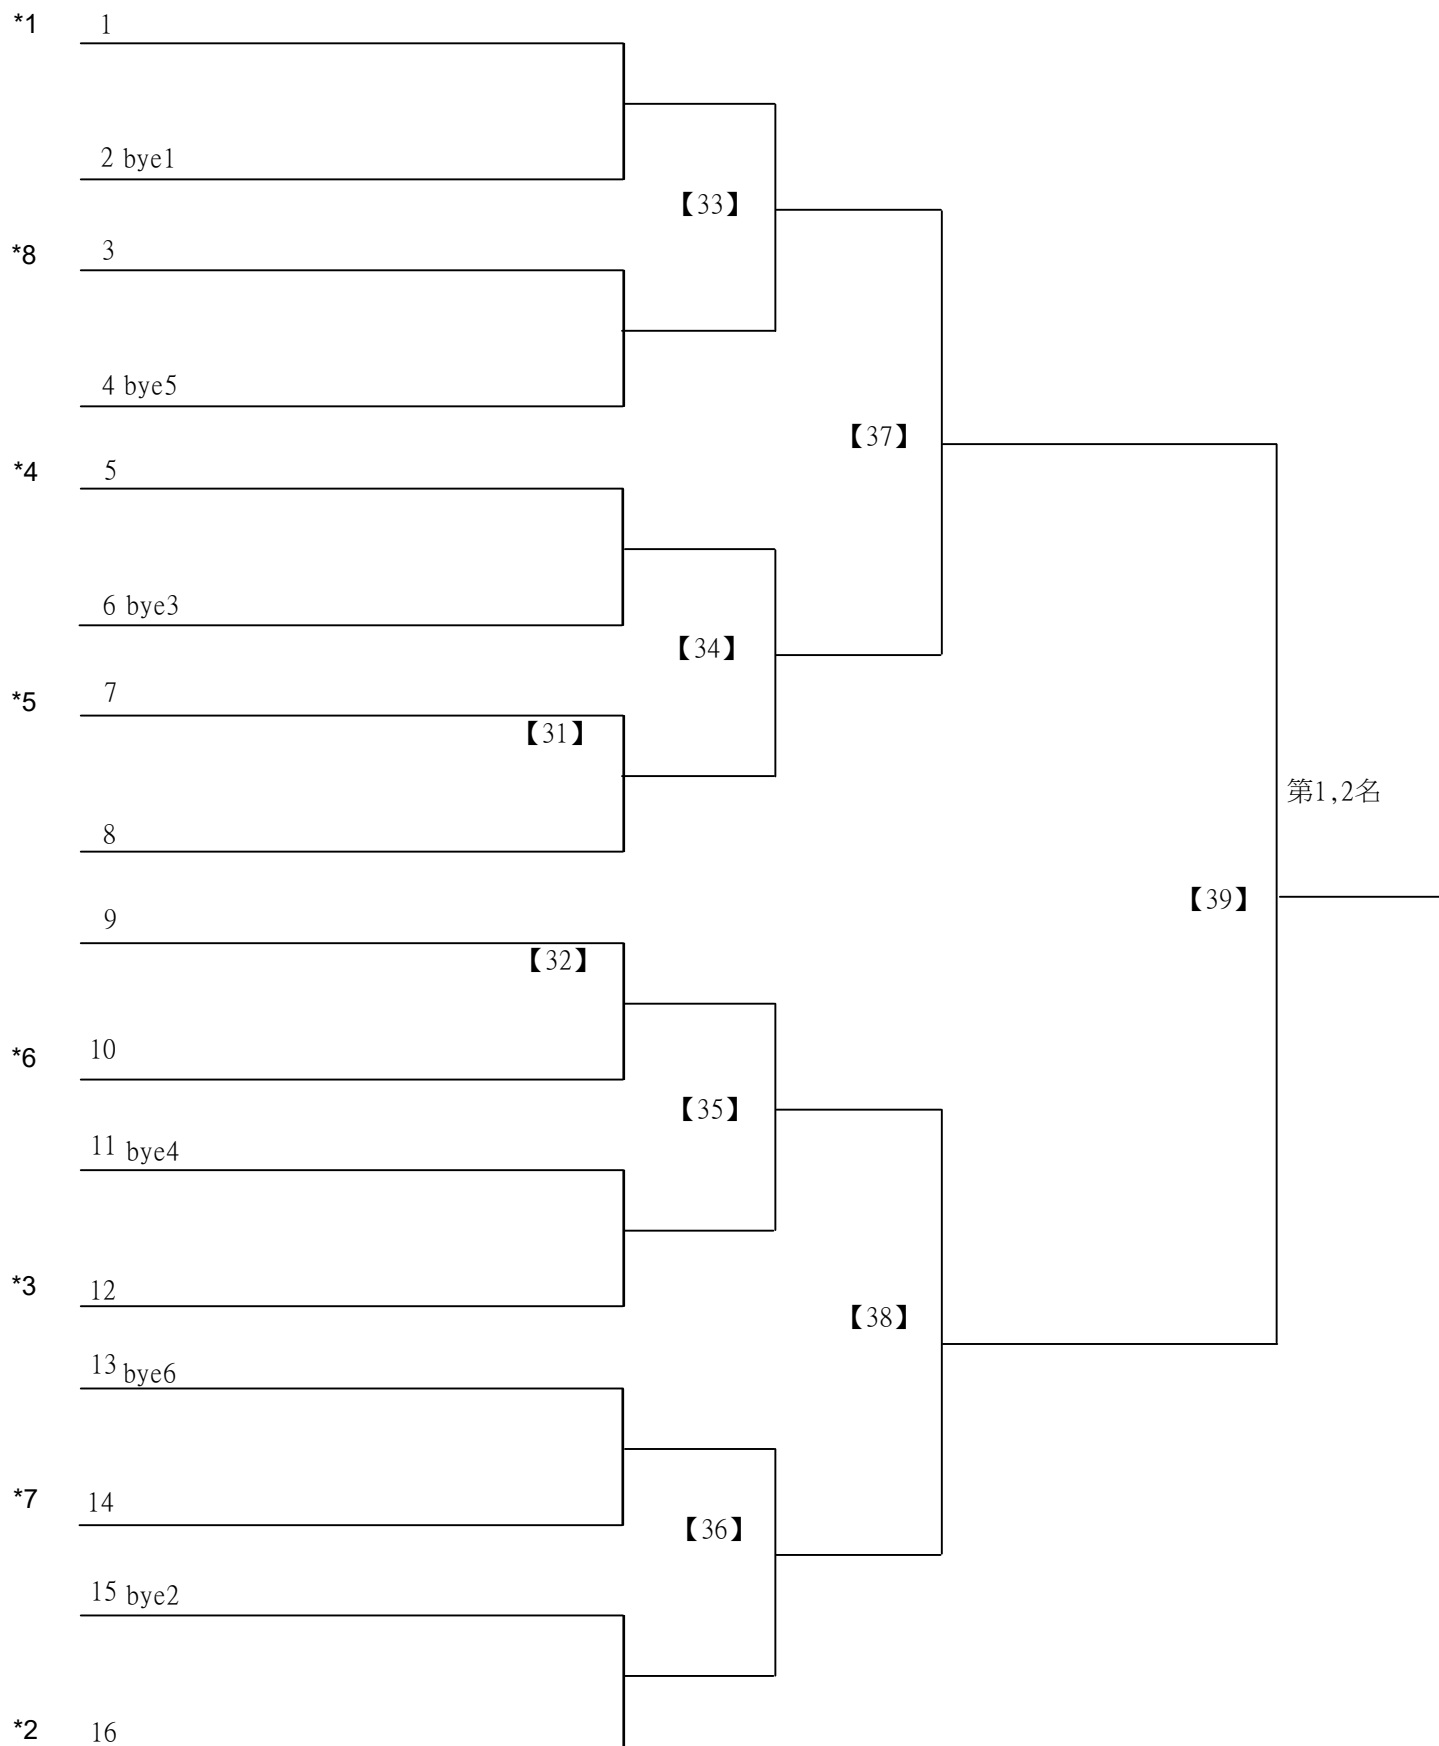 *1 1
2 bye1
【33】
*8 3
4 bye5
【37】
*4 5
6 bye3
【34】
*5 7
【31】
第1,2名
8
【39】
9
【32】
*6 10
【35】
11 bye4
*3 12
【38】
13 bye6
*7 14
【36】
15 bye2
*2 16